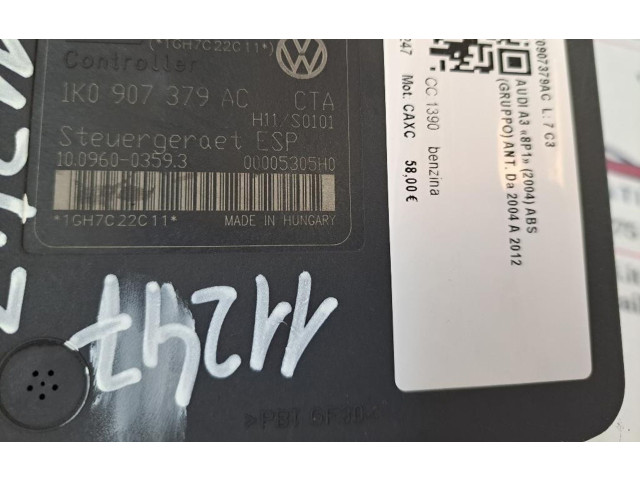 (*1GH7C22C11*)
Controller
1K0 907 379 AC CTA
H11/S0101
Steuergeraet ESP
10.0960-0359.3 00005305H0
*1GH7C22C11* MADE IN HUNGARY
11247
0907379AC L: 7 C3
AUDI A3 «8P1» (2004) ABS
(GRUPPO) ANT. Da 2004 A 2012
CC 1390 benzina
247 Mot. CAXC 58,00 €